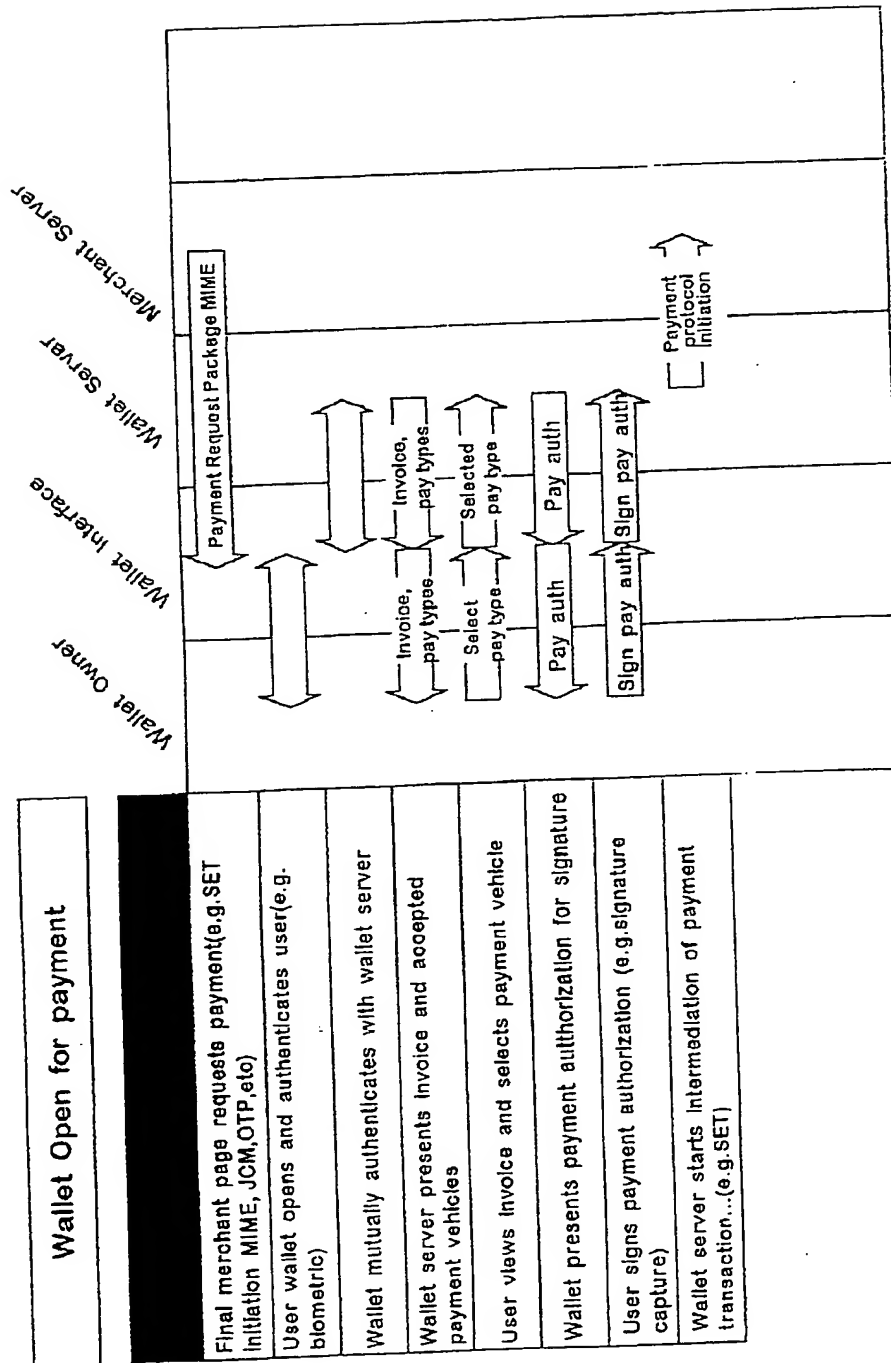 Wallet Open for payment
Wallet Owner
Wallet Interface
Wallet Server
Merchant Server
Final merchant page requests payment(e.g.SET
Initiation MIME, JCM,OTP,etc)
Payment Request Package MIME
User wallet opens and authenticates user(e.g.
biometric)
Wallet mutually authenticates with wallet server
Wallet server presents Invoice and accepted
payment vehicles
Invoice,
pay types
Invoice,
pay types
User views Invoice and selects payment vehicle
Select
pay type
Selected
pay type
Wallet presents payment autthorization for signature
Pay auth
Pay auth
User signs payment authorization (e.g.signature
capture)
Sign pay auth
Sign pay auth
Wallet server starts Intermediation of payment
transaction...(e.g.SET)
Payment
protocol
Initiation